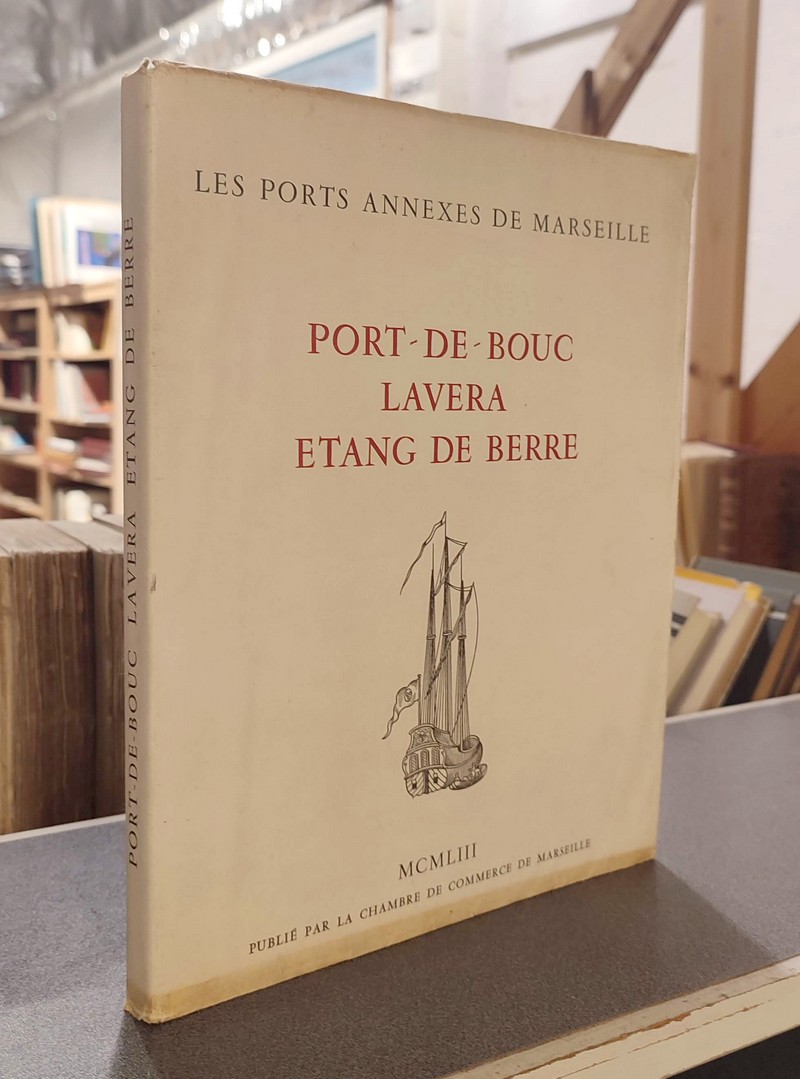 LES PORTS ANNEXES DE MARSEILLE
PORT-DE-BOUC
LAVERA
ETANG DE BERRE
MCMLIII
PUBLIÉ PAR LA CHAMBRE DE COMMERCE DE MARSEILLE
PORT-DE-BOUC LAVERA ETANG DE BERRE